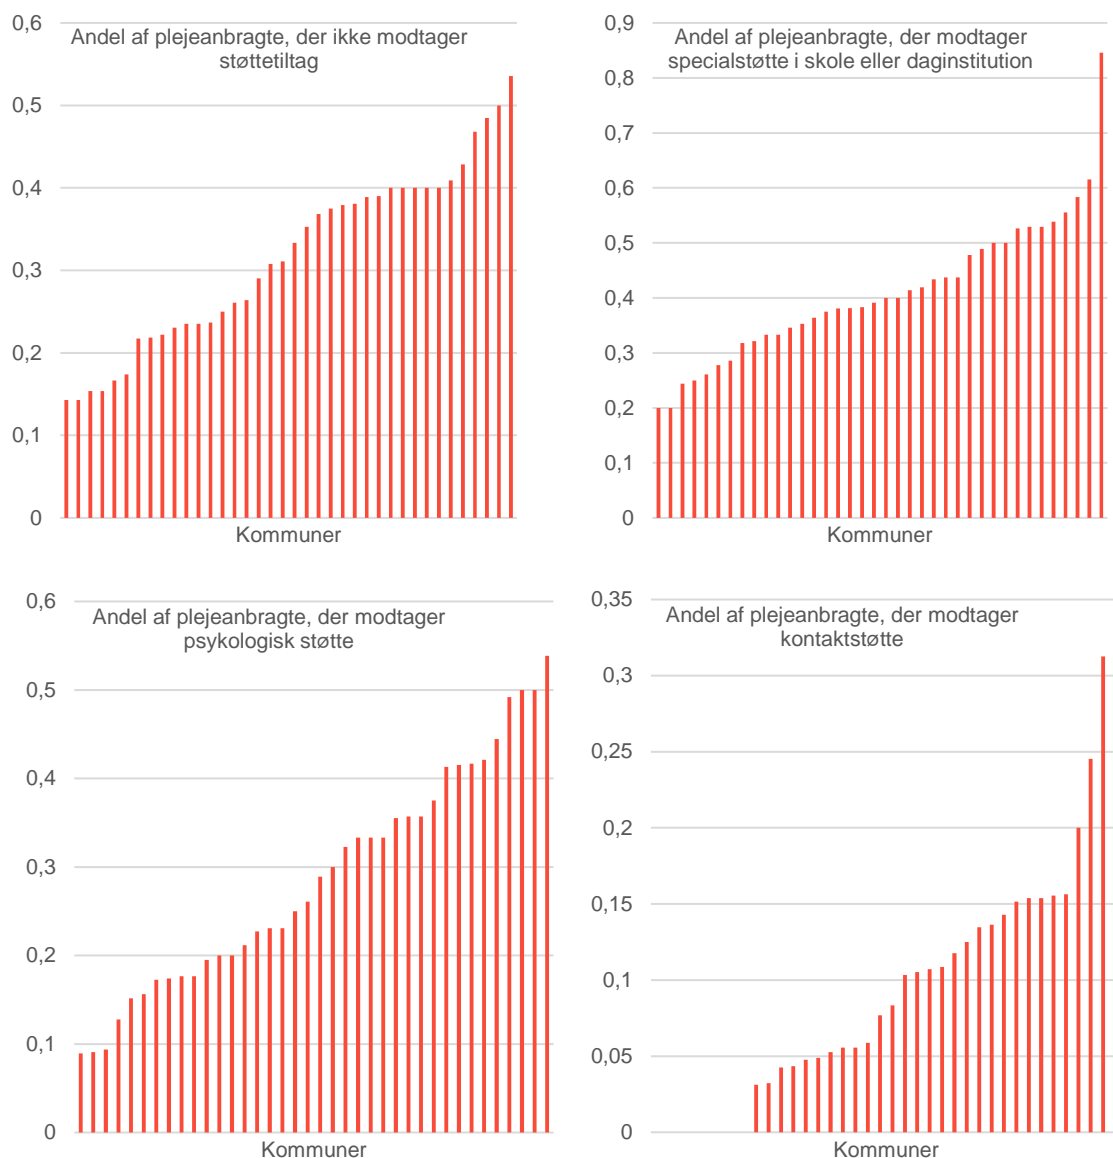 Andel af plejeanbragte, der ikke modtager
støttetiltag
0,6
0,5
0,4
0,3
0,2
0,1
0
Kommuner
Andel af plejeanbragte, der modtager
specialstøtte i skole eller daginstitution
0,9
0,8
0,7
0,6
0,5
0,4
0,3
0,2
0,1
0
Kommuner
Andel af plejeanbragte, der modtager
psykologisk støtte
0,6
0,5
0,4
0,3
0,2
0,1
0
Kommuner
Andel af plejeanbragte, der modtager
kontaktstøtte
0,35
0,3
0,25
0,2
0,15
0,1
0,05
0
Kommuner